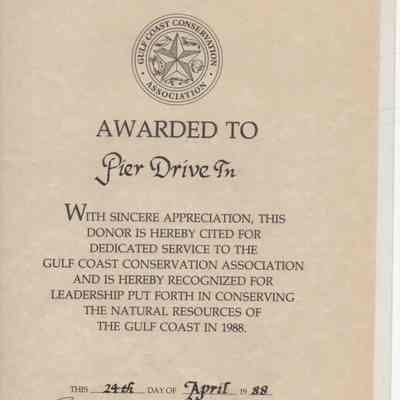 GULF COAST CONSERVATION
ASSOCIATION
AWARDED TO
Pier Drive In
WITH SINCERE APPRECIATION, THIS
DONOR IS HEREBY CITED FOR
DEDICATED SERVICE TO THE
GULF COAST CONSERVATION ASSOCIATION
AND IS HEREBY RECOGNIZED FOR
LEADERSHIP PUT FORTH IN CONSERVING
THE NATURAL RESOURCES OF
THE GULF COAST IN 1988.
THIS 24th DAY OF April 19 88